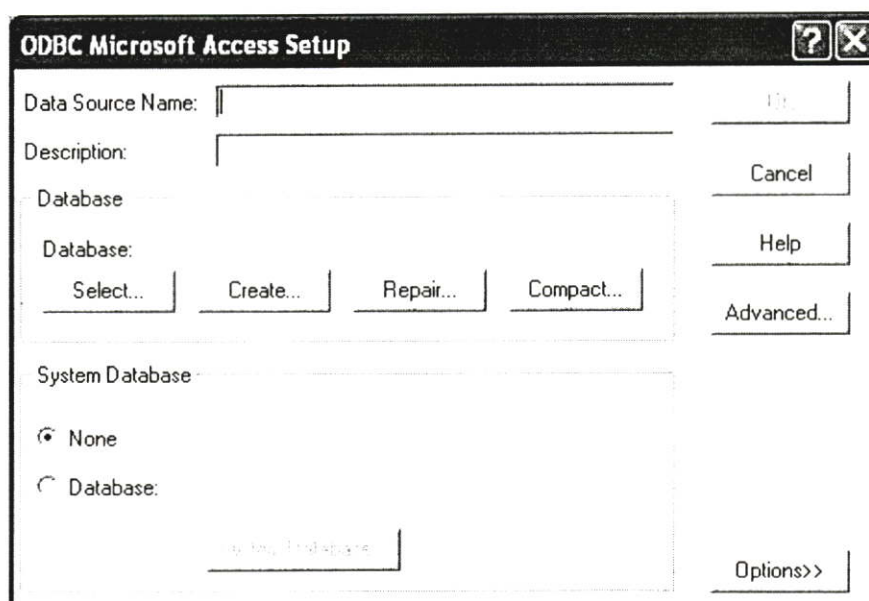 ODBC Microsoft Access Setup
Data Source Name:
Description:
Database
Database:
Select...
Create...
Repair...
Compact...
System Database
None
Database:
Database
Cancel
Help
Advanced...
Options>>